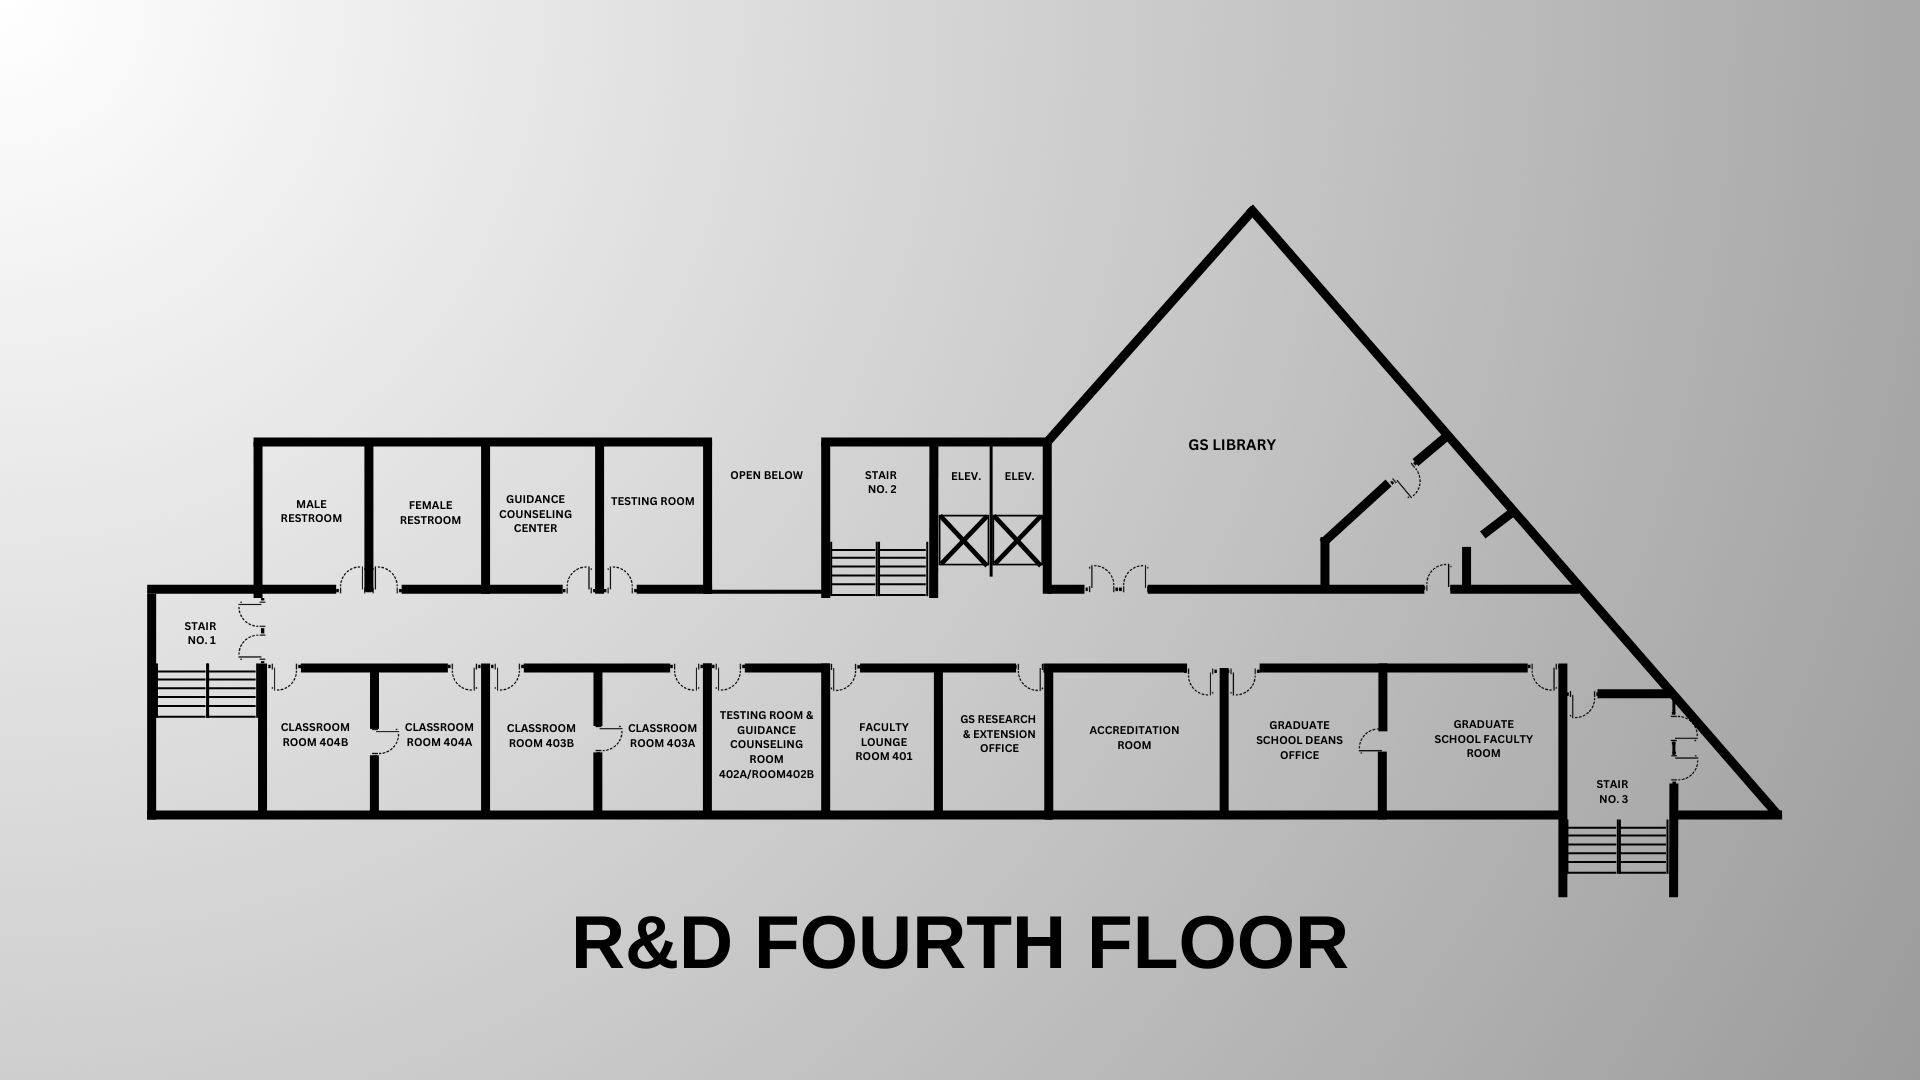 GS LIBRARY
OPEN BELOW
STAIR
NO. 2
ELEV.
ELEV.
MALE
RESTROOM
FEMALE
RESTROOM
GUIDANCE
COUNSELING
CENTER
TESTING ROOM
STAIR
NO. 1
CLASSROOM
ROOM 404B
CLASSROOM
ROOM 404A
CLASSROOM
ROOM 403B
CLASSROOM
ROOM 403A
TESTING ROOM &
GUIDANCE
COUNSELING
ROOM
402A/ROOM402B
FACULTY
LOUNGE
ROOM 401
GS RESEARCH
& EXTENSION
OFFICE
ACCREDITATION
ROOM
GRADUATE
SCHOOL DEANS
OFFICE
GRADUATE
SCHOOL FACULTY
ROOM
STAIR
NO. 3
R&D FOURTH FLOOR